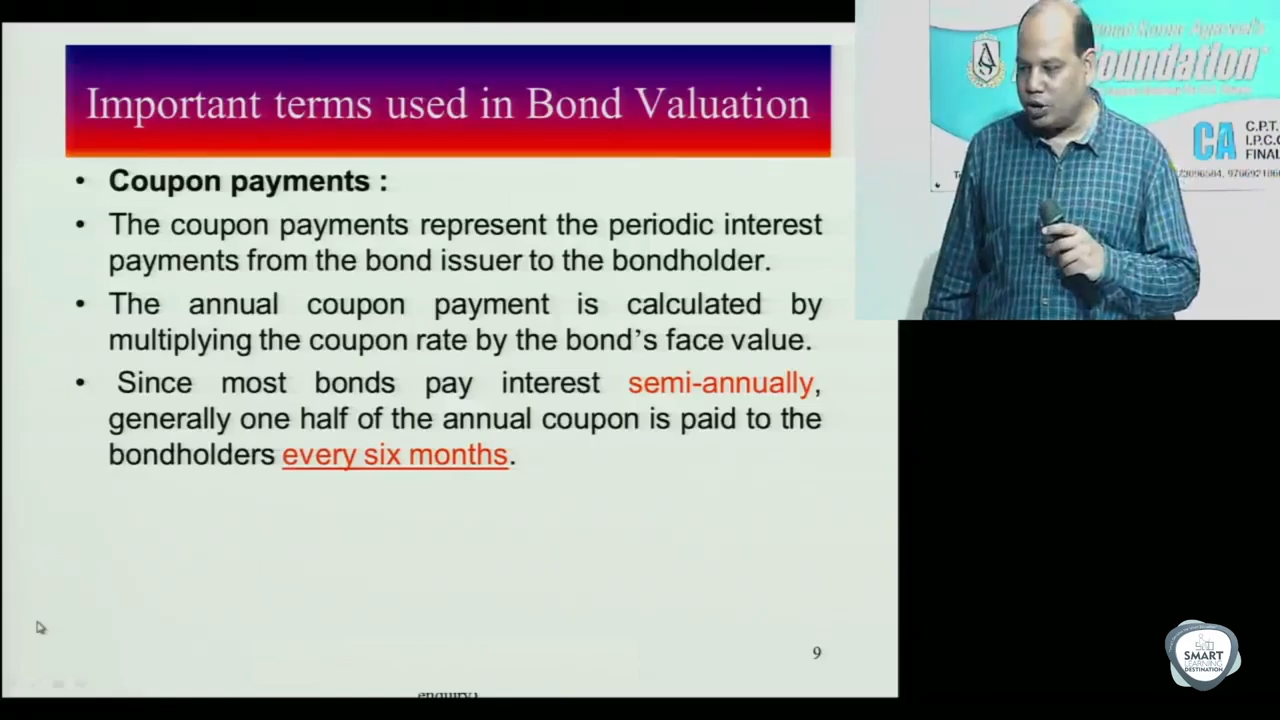 Important terms used in Bond Valuation
• Coupon payments :
• The coupon payments represent the periodic interest
payments from the bond issuer to the bondholder.
• The annual coupon payment is calculated by
multiplying the coupon rate by the bond's face value.
• Since most bonds pay interest semi-annually,
generally one half of the annual coupon is paid to the
bondholders every six months.
9
oundation
CA
C.P.T.
I.P.C.C
FINAL
SMART
LEARNING
DESTINATION